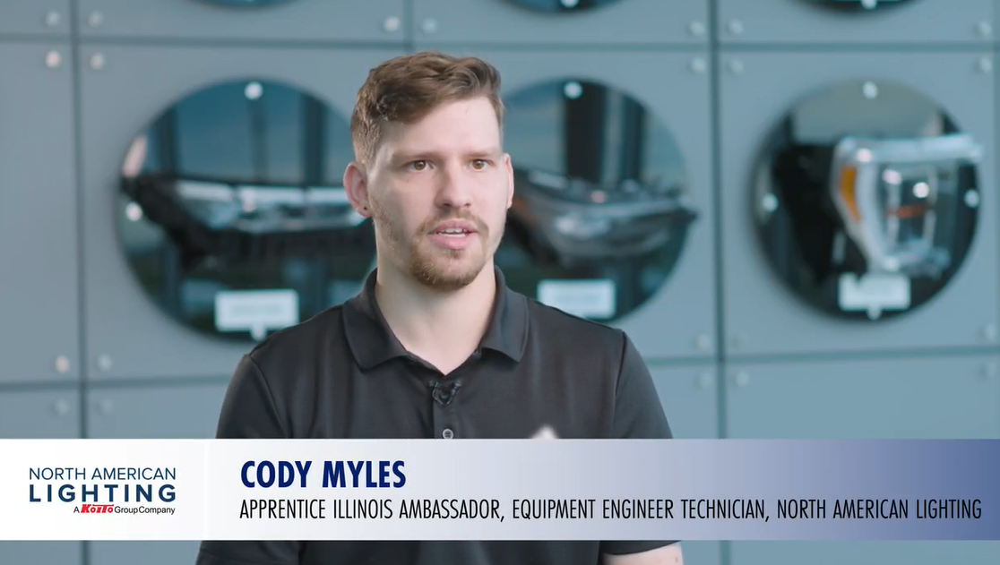 NORTH AMERICAN
LIGHTING
A KOITO Group Company
CODY MYLES
APPRENTICE ILLINOIS AMBASSADOR, EQUIPMENT ENGINEER TECHNICIAN, NORTH AMERICAN LIGHTING